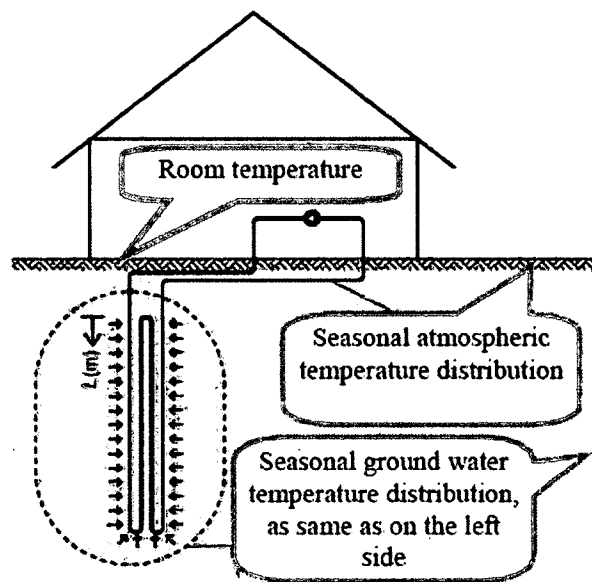 Room temperature
Seasonal atmospheric
temperature distribution
L(m)
Seasonal ground water
temperature distribution,
as same as on the left
side